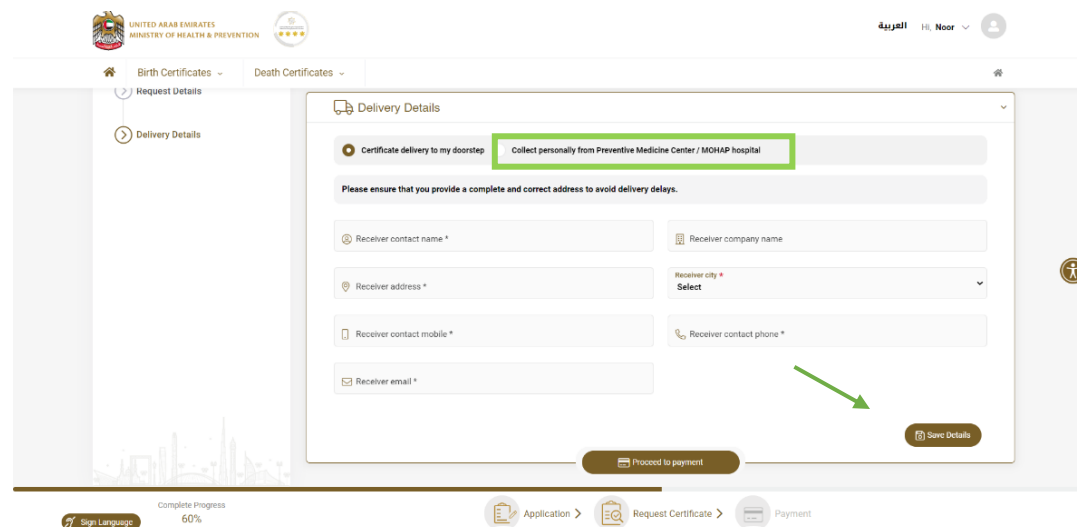 UNITED ARAB EMIRATES
MINISTRY OF HEALTH & PREVENTION
العربية
Hi, Noor
Birth Certificates
Death Certificates
Request Details
Delivery Details
Delivery Details
Certificate delivery to my doorstep
Collect personally from Preventive Medicine Center / MOHAP hospital
Please ensure that you provide a complete and correct address to avoid delivery delays.
Receiver contact name *
Receiver company name
Receiver address *
Receiver city *
Select
Receiver contact mobile *
Receiver contact phone *
Receiver email *
Save Details
Proceed to payment
Complete Progress
60%
Sign Language
Application
Request Certificate
Payment